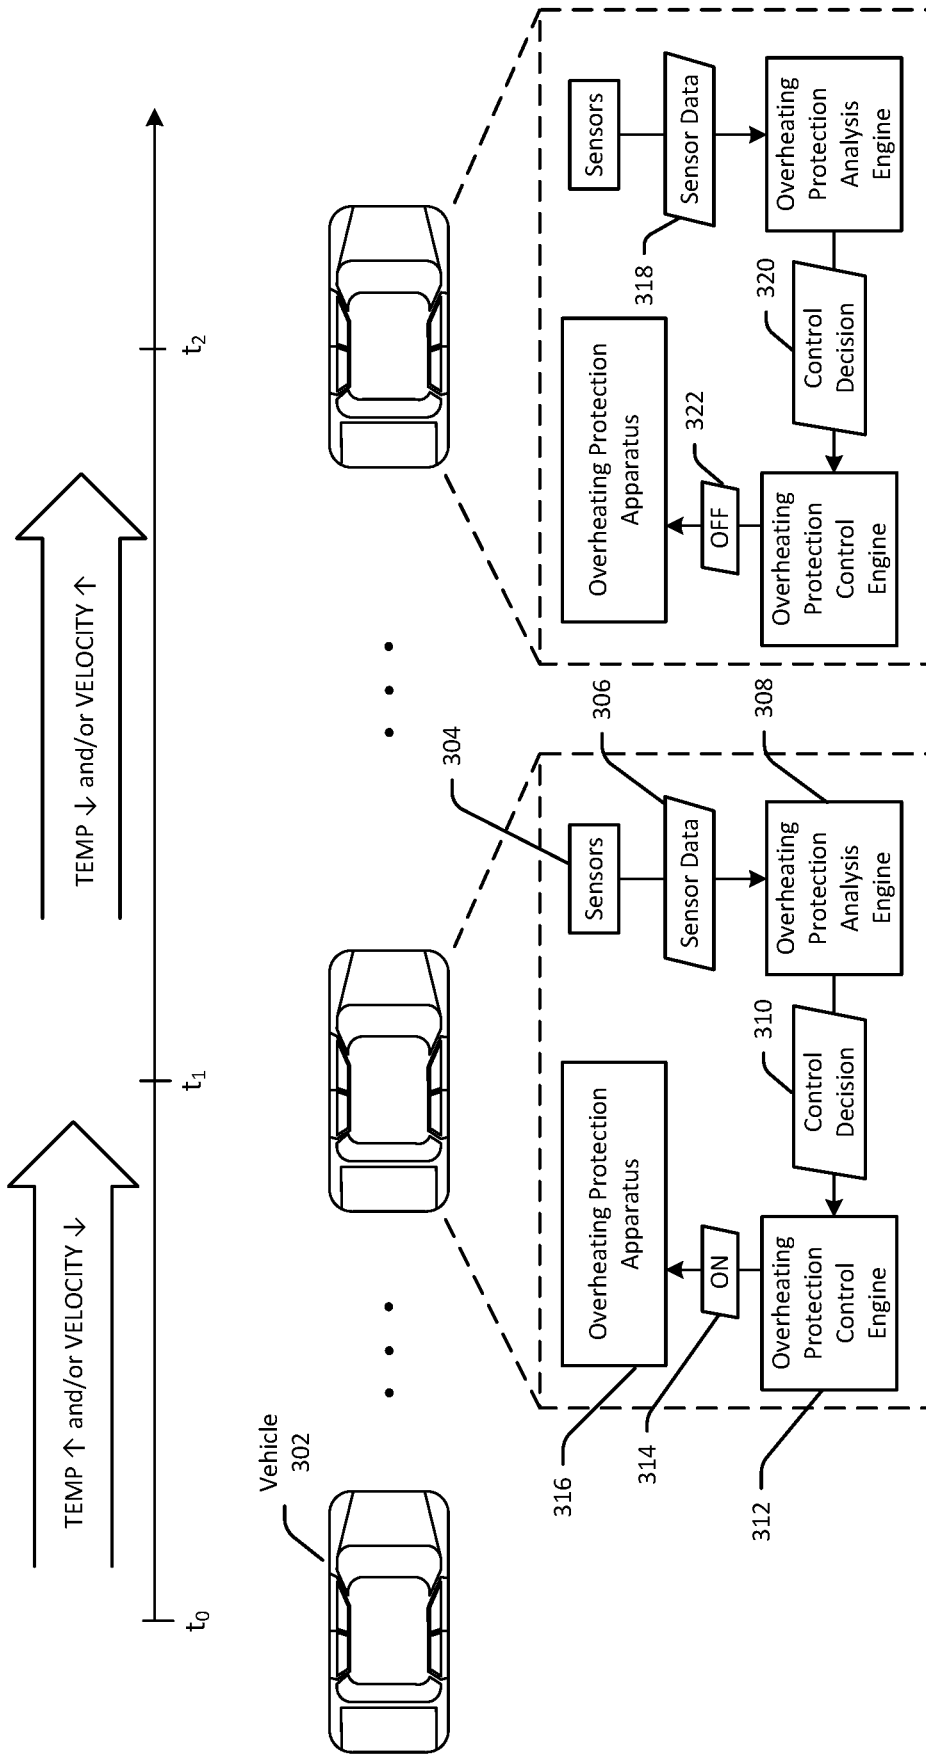 TEMP ↑ and/or VELOCITY ↓
TEMP ↓ and/or VELOCITY ↑
t0
t1
t2
Vehicle
302
304
316
Overheating Protection
Apparatus
Sensors
306
314
ON
Sensor Data
310
308
312
Overheating
Protection
Control
Engine
Control
Decision
Overheating
Protection
Analysis
Engine
Overheating Protection
Apparatus
Sensors
318
322
OFF
Sensor Data
320
Overheating
Protection
Control
Engine
Control
Decision
Overheating
Protection
Analysis
Engine